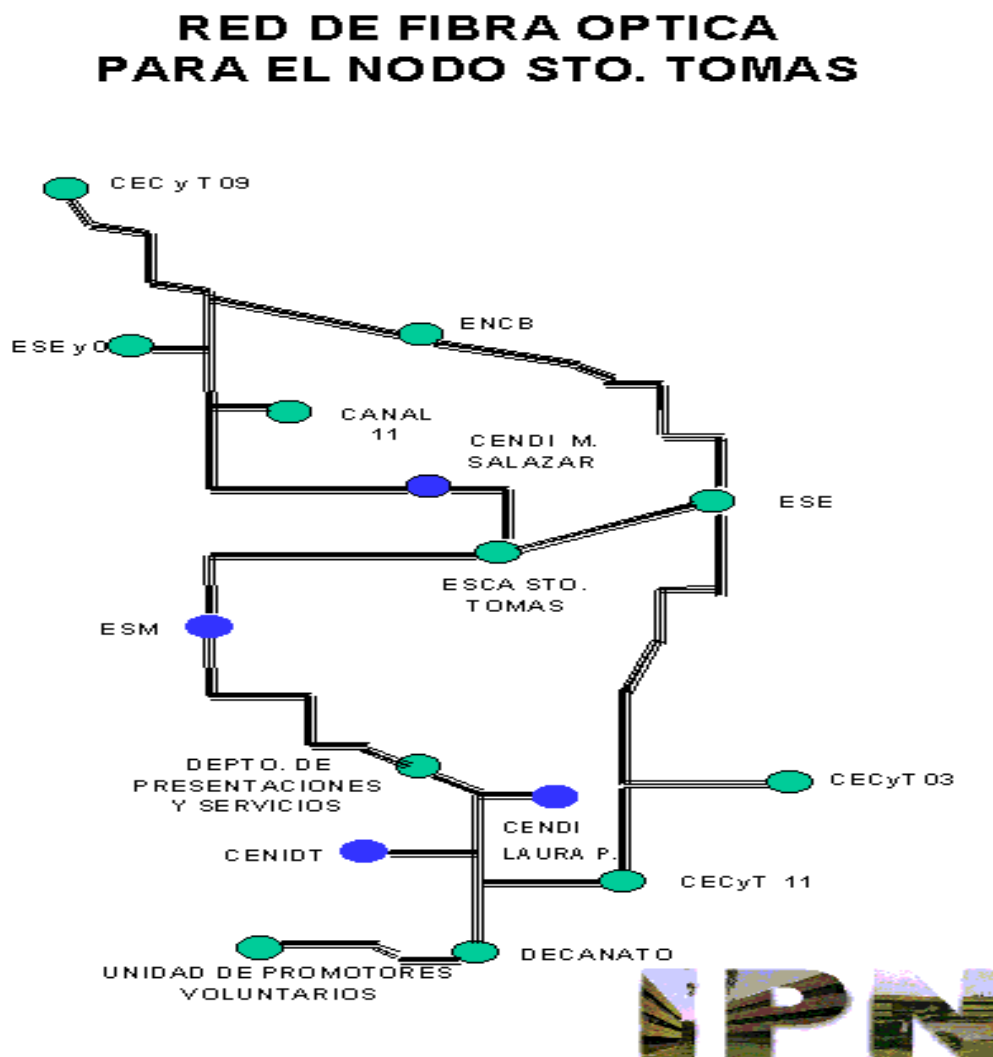 RED DE FIBRA OPTICA
PARA EL NODO STO. TOMAS
CEC y T 09
ENCB
ESE y O
CANAL
11
CENDI M.
SALAZAR
ESE
ESCA STO.
TOMAS
ESM
DEPTO. DE
PRESENTACIONES
Y SERVICIOS
CECyT 03
CENDI
LAURA P.
CENIDT
CECyT 11
DECANATO
UNIDAD DE PROMOTORES
VOLUNTARIOS
IPN